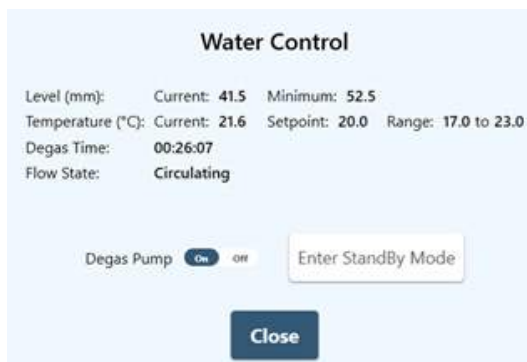 Water Control
Level (mm): Current: 41.5 Minimum: 52.5
Temperature (°C): Current: 21.6 Setpoint: 20.0 Range: 17.0 to 23.0
Degas Time: 00:26:07
Flow State: Circulating
Degas Pump On Off Enter StandBy Mode
Close